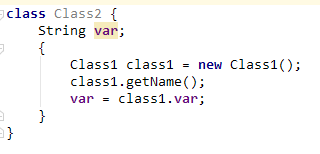 class Class2 {
    String var;
    {
        Class1 class1 = new Class1();
        class1.getName();
        var = class1.var;
    }
}